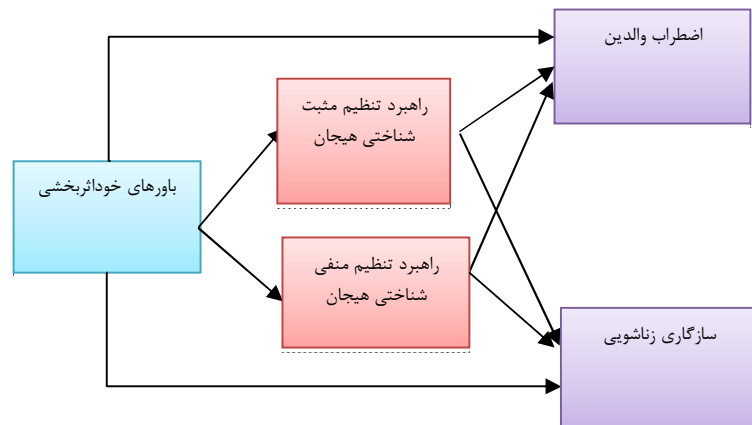 اضطراب والدین
راهبرد تنظیم مثبت
شناختی هیجان
باورهای خوداثربخشی
راهبرد تنظیم منفی
شناختی هیجان
سازگاری زناشویی